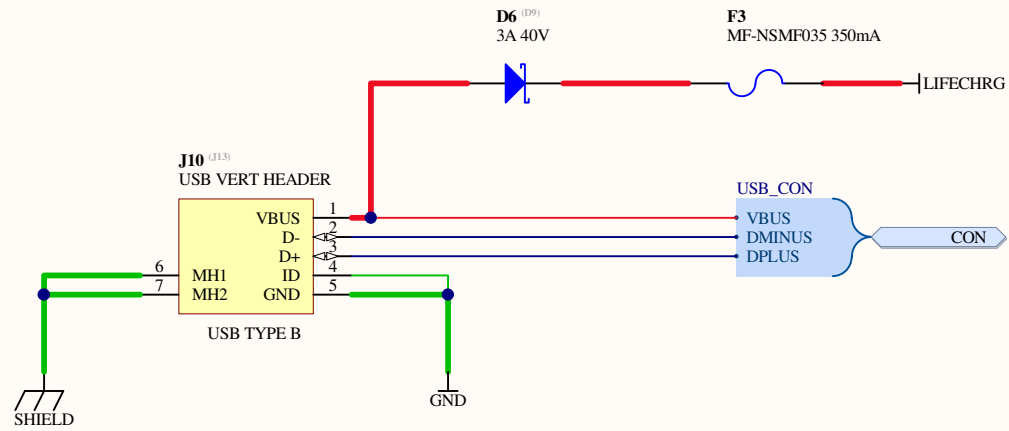 D6 (D9)
3A 40V
F3
MF-NSMF035 350mA
LIFECHRG
J10 (J13)
USB VERT HEADER
USB_CON
VBUS 1
VBUS
D- 2
DMINUS
D+ 3
DPLUS
CON
6 MH1
ID 4
7 MH2
GND 5
USB TYPE B
SHIELD
GND